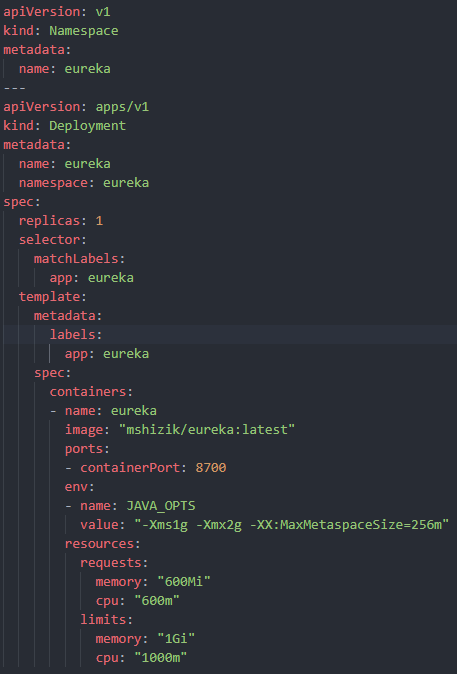 apiVersion: v1
kind: Namespace
metadata:
  name: eureka
---
apiVersion: apps/v1
kind: Deployment
metadata:
  name: eureka
  namespace: eureka
spec:
  replicas: 1
  selector:
    matchLabels:
      app: eureka
  template:
    metadata:
      labels:
        app: eureka
    spec:
      containers:
      - name: eureka
        image: "mshizik/eureka:latest"
        ports:
        - containerPort: 8700
        env:
        - name: JAVA_OPTS
          value: "-Xms1g -Xmx2g -XX:MaxMetaspaceSize=256m"
        resources:
          requests:
            memory: "600Mi"
            cpu: "600m"
          limits:
            memory: "1Gi"
            cpu: "1000m"